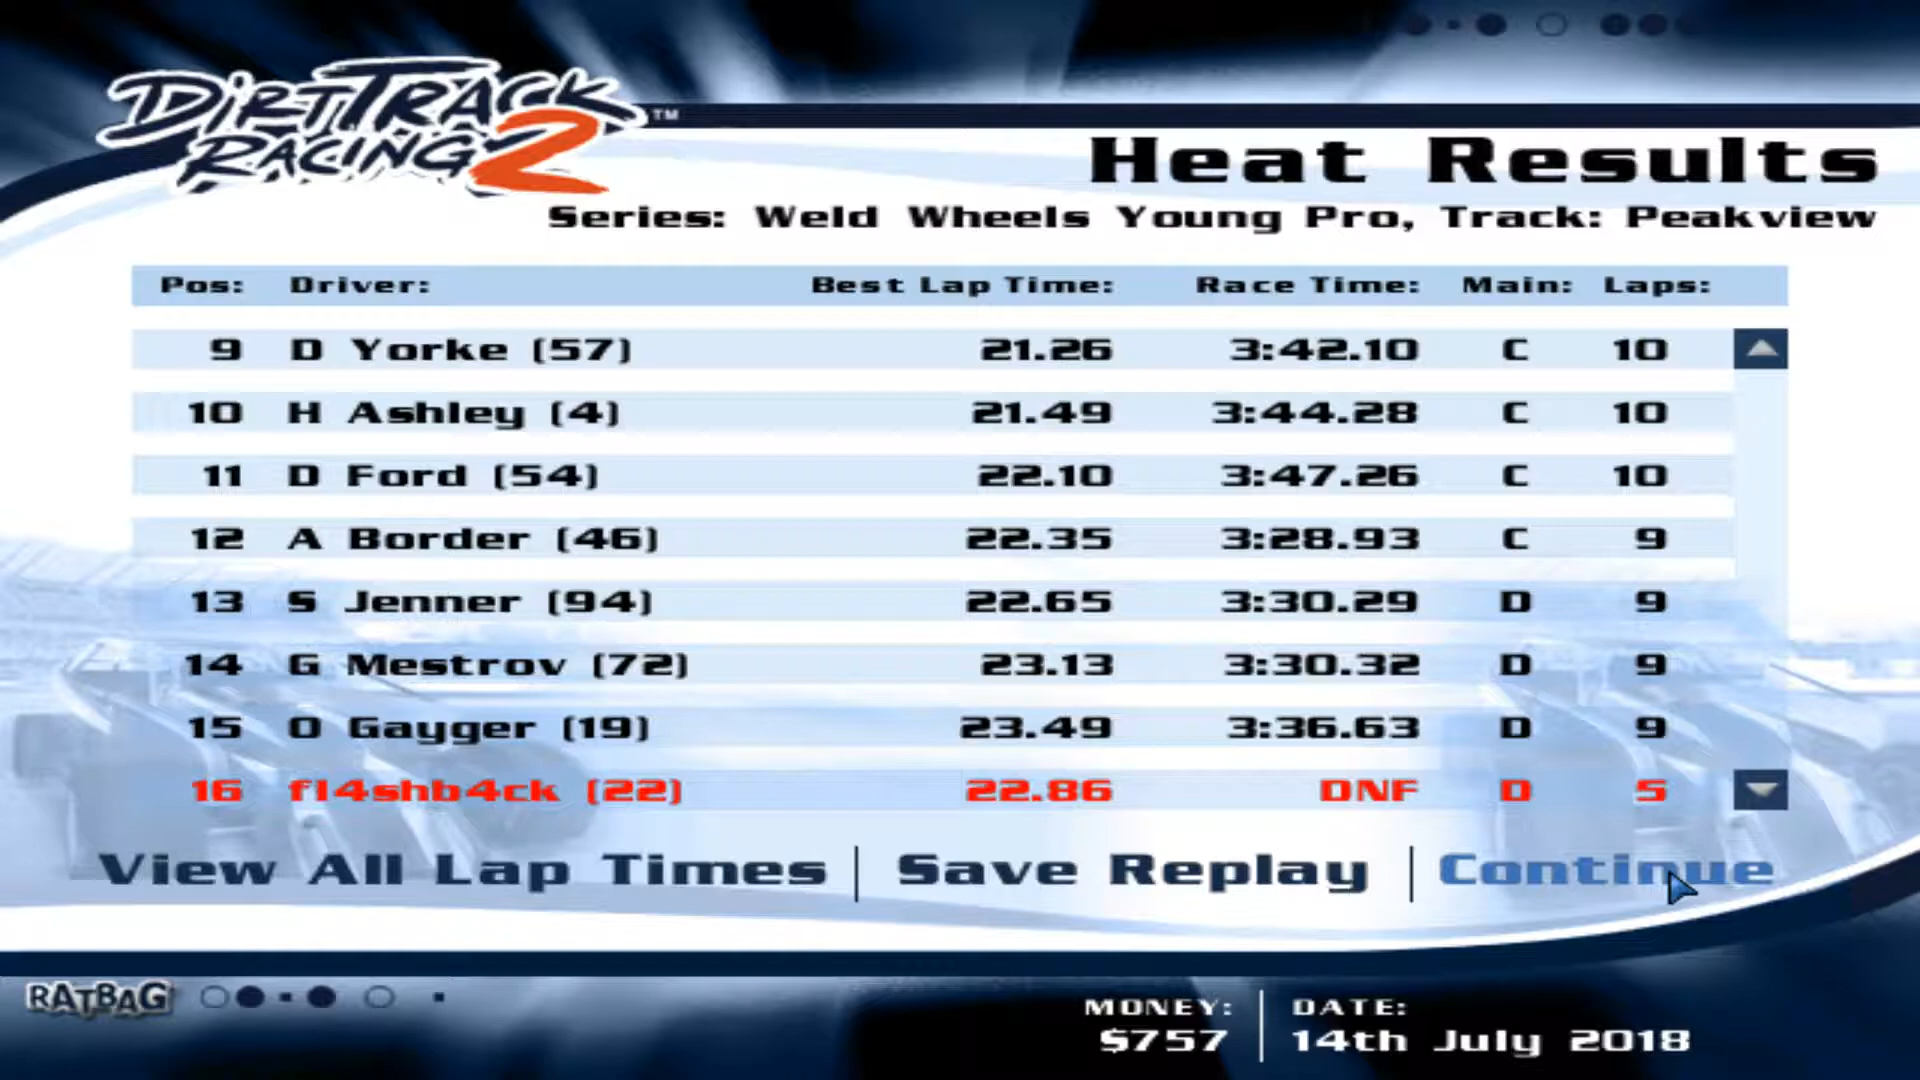 DIRT TRACK RACING 2 ™
Heat Results
Series: Weld Wheels Young Pro, Track: Peakview
Pos: Driver: Best Lap Time: Race Time: Main: Laps:
9 D Yorke (57) 21.26 3:42.10 C 10
10 H Ashley (4) 21.49 3:44.28 C 10
11 D Ford (54) 22.10 3:47.26 C 10
12 A Border (46) 22.35 3:28.93 C 9
13 S Jenner (94) 22.65 3:30.29 D 9
14 G Mestrov (72) 23.13 3:30.32 D 9
15 O Gayger (19) 23.49 3:36.63 D 9
16 fl4shb4ck (22) 22.86 DNF D 5
View All Lap Times | Save Replay | Continue
RATBAG
MONEY: DATE:
$757 14th July 2018